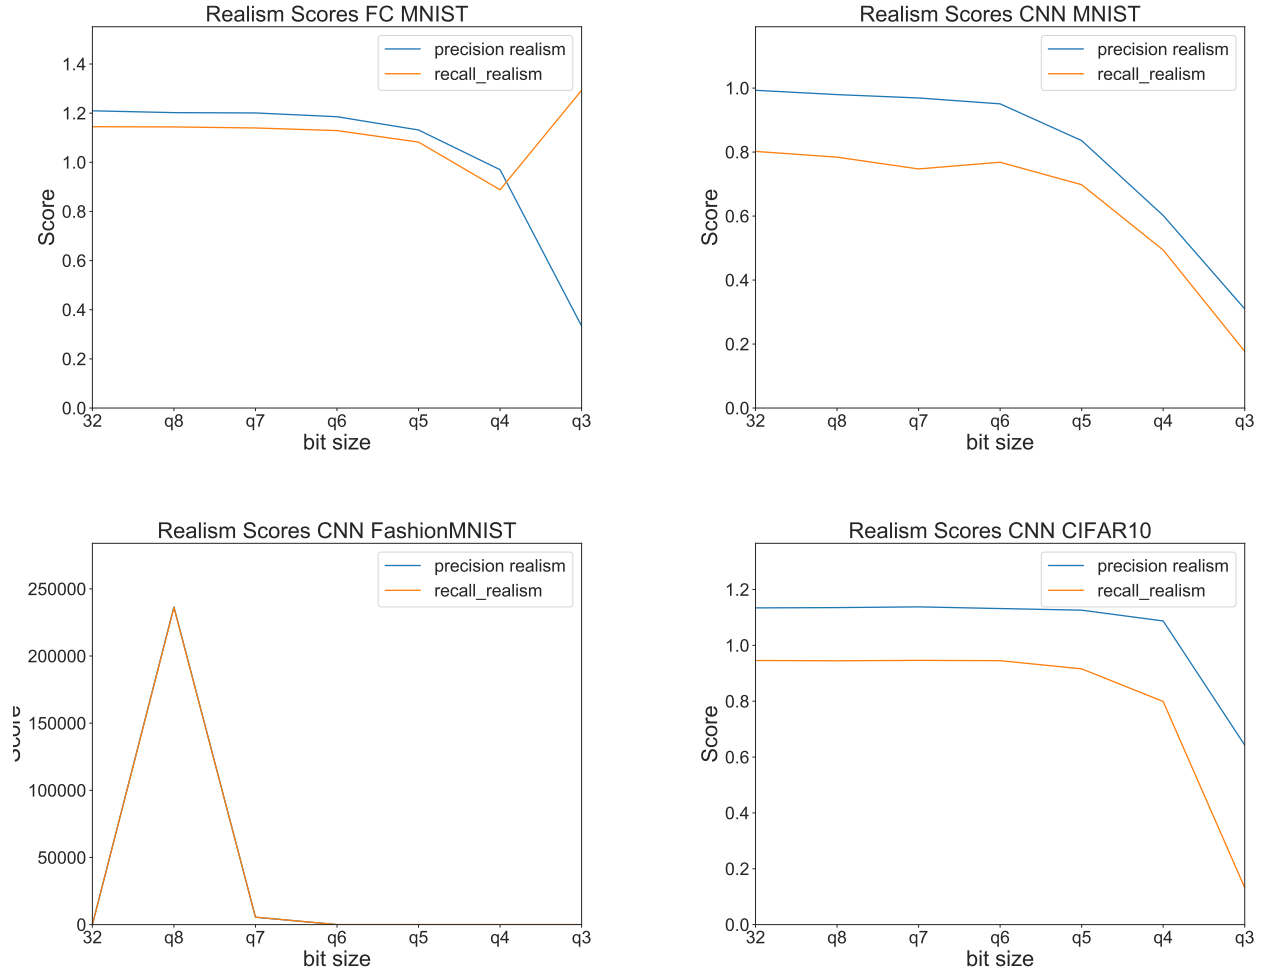 Realism Scores FC MNIST
precision realism
recall_realism
1.4
1.2
1.0
0.8
0.6
0.4
0.2
0.0
Score
32 q8 q7 q6 q5 q4 q3
bit size
Realism Scores CNN MNIST
precision realism
recall_realism
1.0
0.8
0.6
0.4
0.2
0.0
Score
32 q8 q7 q6 q5 q4 q3
bit size
Realism Scores CNN FashionMNIST
precision realism
recall_realism
250000
200000
150000
100000
50000
0
Score
32 q8 q7 q6 q5 q4 q3
bit size
Realism Scores CNN CIFAR10
precision realism
recall_realism
1.2
1.0
0.8
0.6
0.4
0.2
0.0
Score
32 q8 q7 q6 q5 q4 q3
bit size